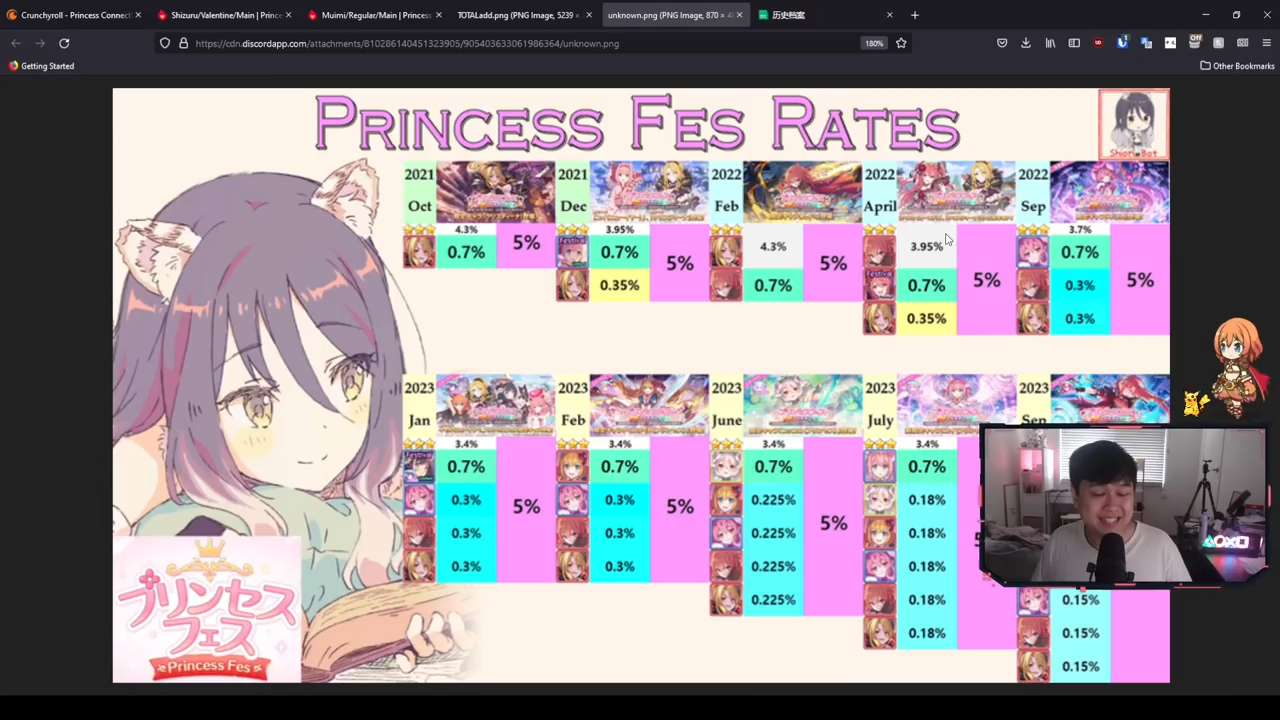 Crunchyroll - Princess Connect
Shizuru/Valentine/Main | Prince
Muimi/Regular/Main | Princess
TOTALadd.png (PNG Image, 5239 ×
unknown.png (PNG Image, 870 × 4
历史档案
https://cdn.discordapp.com/attachments/810286140451323905/905403633061986364/unknown.png
180%
Off
Getting Started
Other Bookmarks
PRINCESS FES RATES
Shiori Bot
2021 Oct
4.3%
0.7%
5%
2021 Dec
3.95%
Festival
0.7%
0.35%
5%
2022 Feb
4.3%
0.7%
5%
2022 April
3.95%
Festival
0.7%
0.35%
5%
2022 Sep
3.7%
0.7%
0.3%
0.3%
5%
2023 Jan
3.4%
Festival
0.7%
0.3%
0.3%
0.3%
5%
2023 Feb
3.4%
0.7%
0.3%
0.3%
0.3%
5%
2023 June
3.4%
0.7%
0.225%
0.225%
0.225%
0.225%
5%
2023 July
3.4%
0.7%
0.18%
0.18%
0.18%
0.18%
0.18%
2023 Sep
0.15%
0.15%
0.15%
プリンセス
フェス
Princess Fes